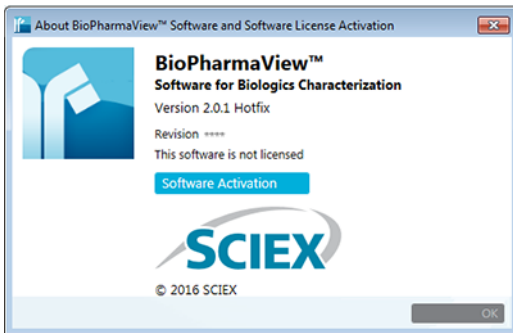 About BioPharmaView™ Software and Software License Activation
BioPharmaView™
Software for Biologics Characterization
Version 2.0.1 Hotfix
Revision
This software is not licensed
Software Activation
SCIEX
© 2016 SCIEX
OK